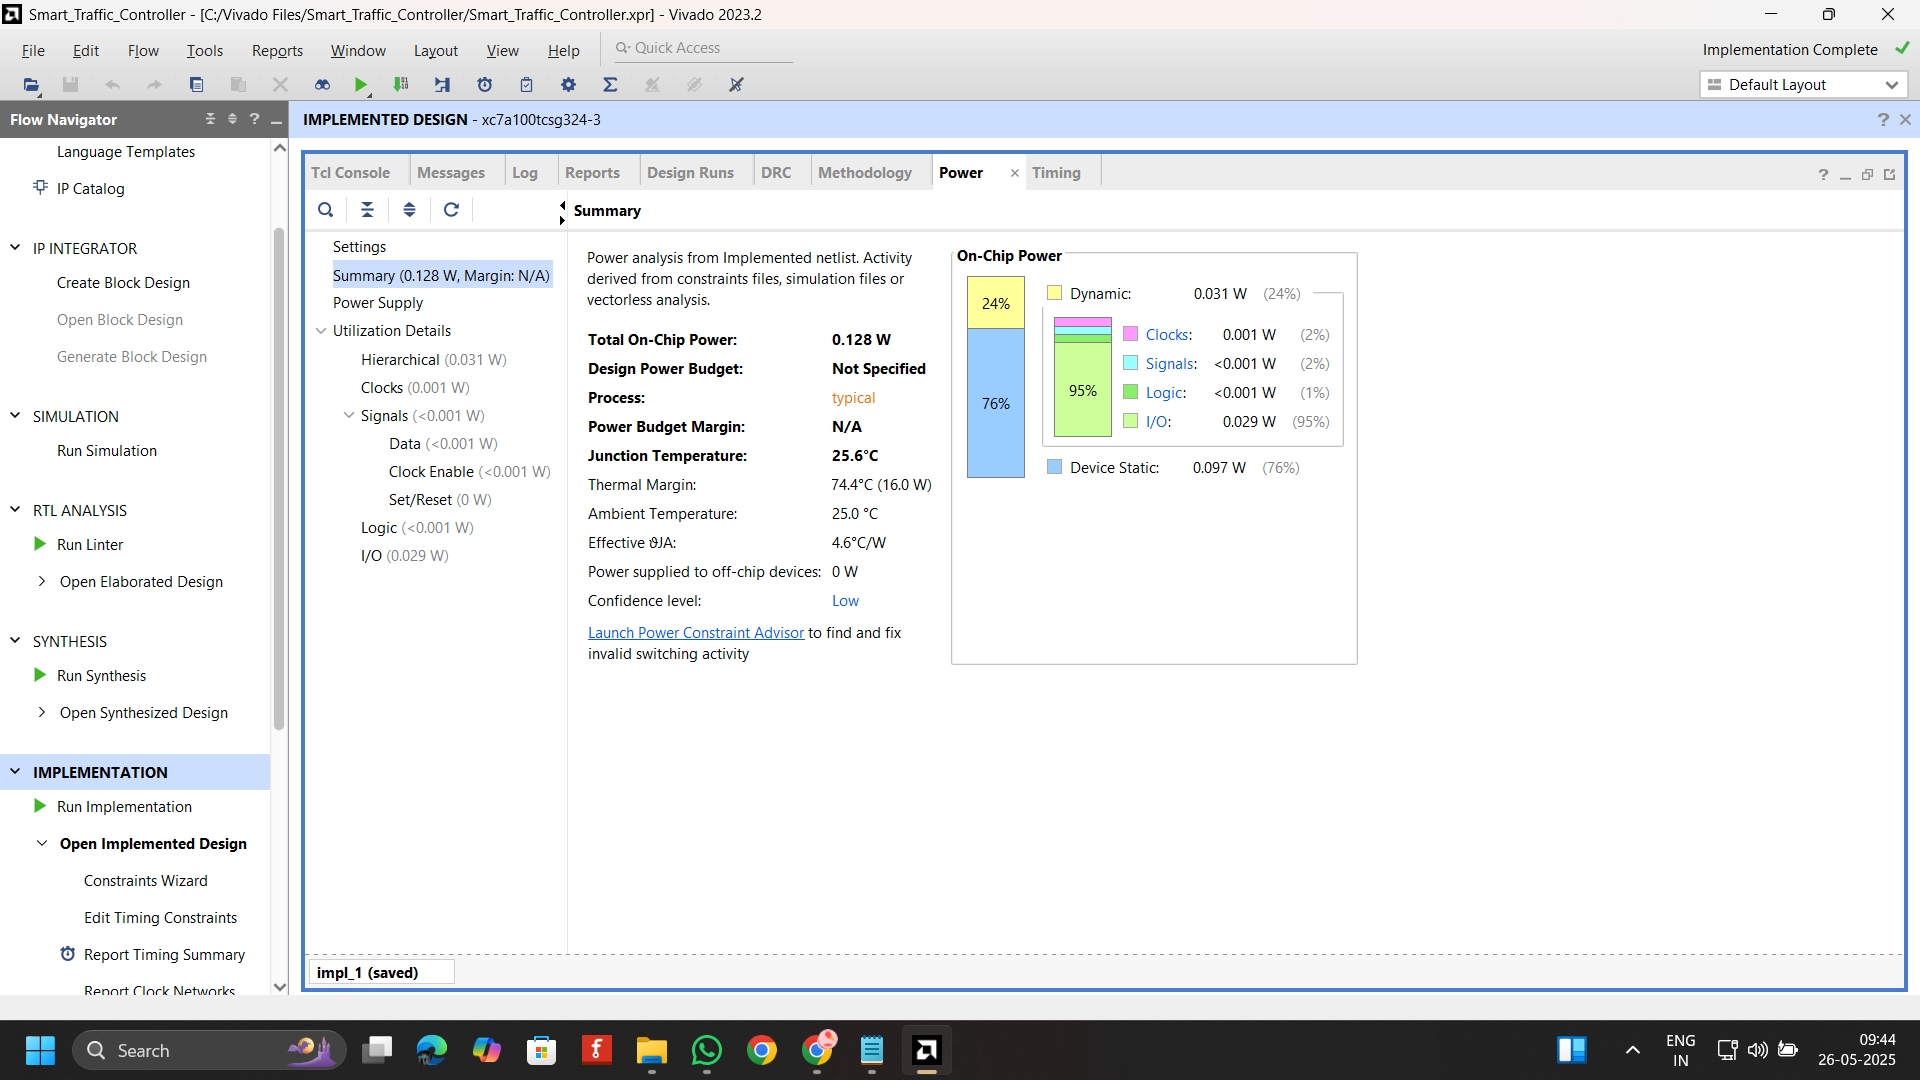 Smart_Traffic_Controller - [C:/Vivado Files/Smart_Traffic_Controller/Smart_Traffic_Controller.xpr] - Vivado 2023.2
File Edit Flow Tools Reports Window Layout View Help Quick Access
Implementation Complete
Default Layout
Flow Navigator
Language Templates
IP Catalog
IP INTEGRATOR
Create Block Design
Open Block Design
Generate Block Design
SIMULATION
Run Simulation
RTL ANALYSIS
Run Linter
Open Elaborated Design
SYNTHESIS
Run Synthesis
Open Synthesized Design
IMPLEMENTATION
Run Implementation
Open Implemented Design
Constraints Wizard
Edit Timing Constraints
Report Timing Summary
Report Clock Networks
IMPLEMENTED DESIGN - xc7a100tcsg324-3
Tcl Console Messages Log Reports Design Runs DRC Methodology Power Timing
Summary
Settings
Summary (0.128 W, Margin: N/A)
Power Supply
Utilization Details
Hierarchical (0.031 W)
Clocks (0.001 W)
Signals (<0.001 W)
Data (<0.001 W)
Clock Enable (<0.001 W)
Set/Reset (0 W)
Logic (<0.001 W)
I/O (0.029 W)
Power analysis from Implemented netlist. Activity
derived from constraints files, simulation files or
vectorless analysis.
Total On-Chip Power: 0.128 W
Design Power Budget: Not Specified
Process: typical
Power Budget Margin: N/A
Junction Temperature: 25.6°C
Thermal Margin: 74.4°C (16.0 W)
Ambient Temperature: 25.0 °C
Effective ϑJA: 4.6°C/W
Power supplied to off-chip devices: 0 W
Confidence level: Low
Launch Power Constraint Advisor to find and fix
invalid switching activity
On-Chip Power
24%
76%
Dynamic: 0.031 W (24%)
95%
Clocks: 0.001 W (2%)
Signals: <0.001 W (2%)
Logic: <0.001 W (1%)
I/O: 0.029 W (95%)
Device Static: 0.097 W (76%)
impl_1 (saved)
Search
ENG
IN
09:44
26-05-2025